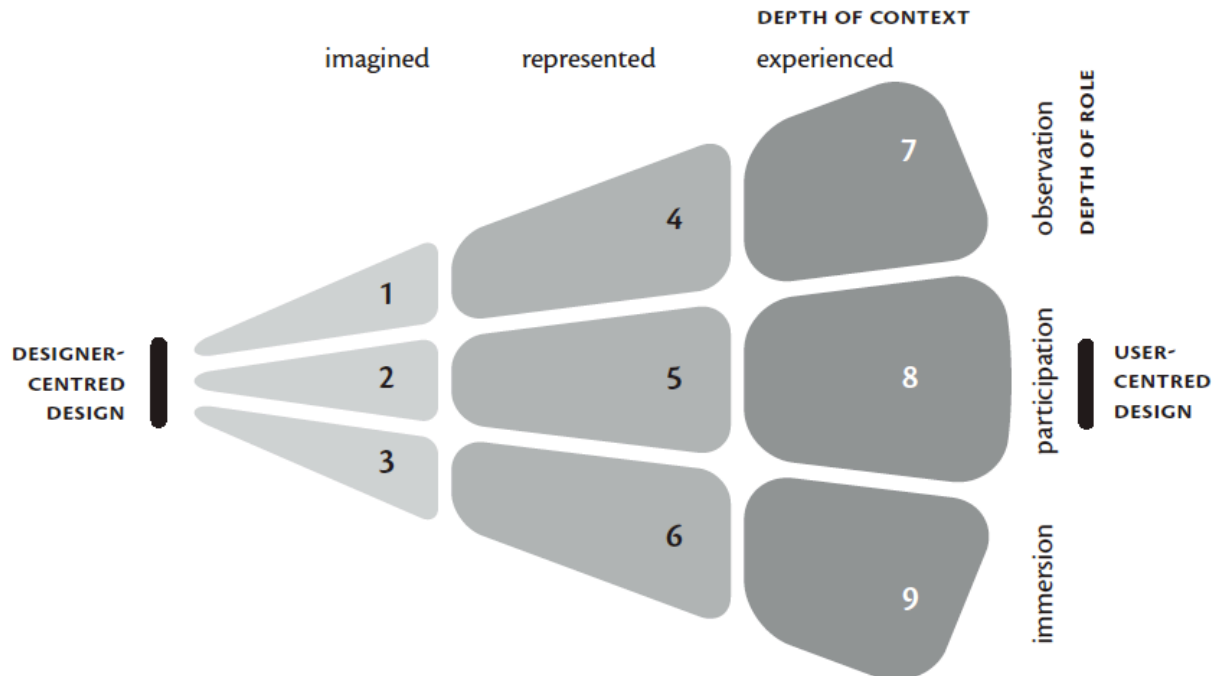 DEPTH OF CONTEXT
imagined represented experienced
observation
DEPTH OF ROLE
7
4
1
DESIGNER-
CENTRED
DESIGN
2
5
8
participation
USER-
CENTRED
DESIGN
3
6
9
immersion